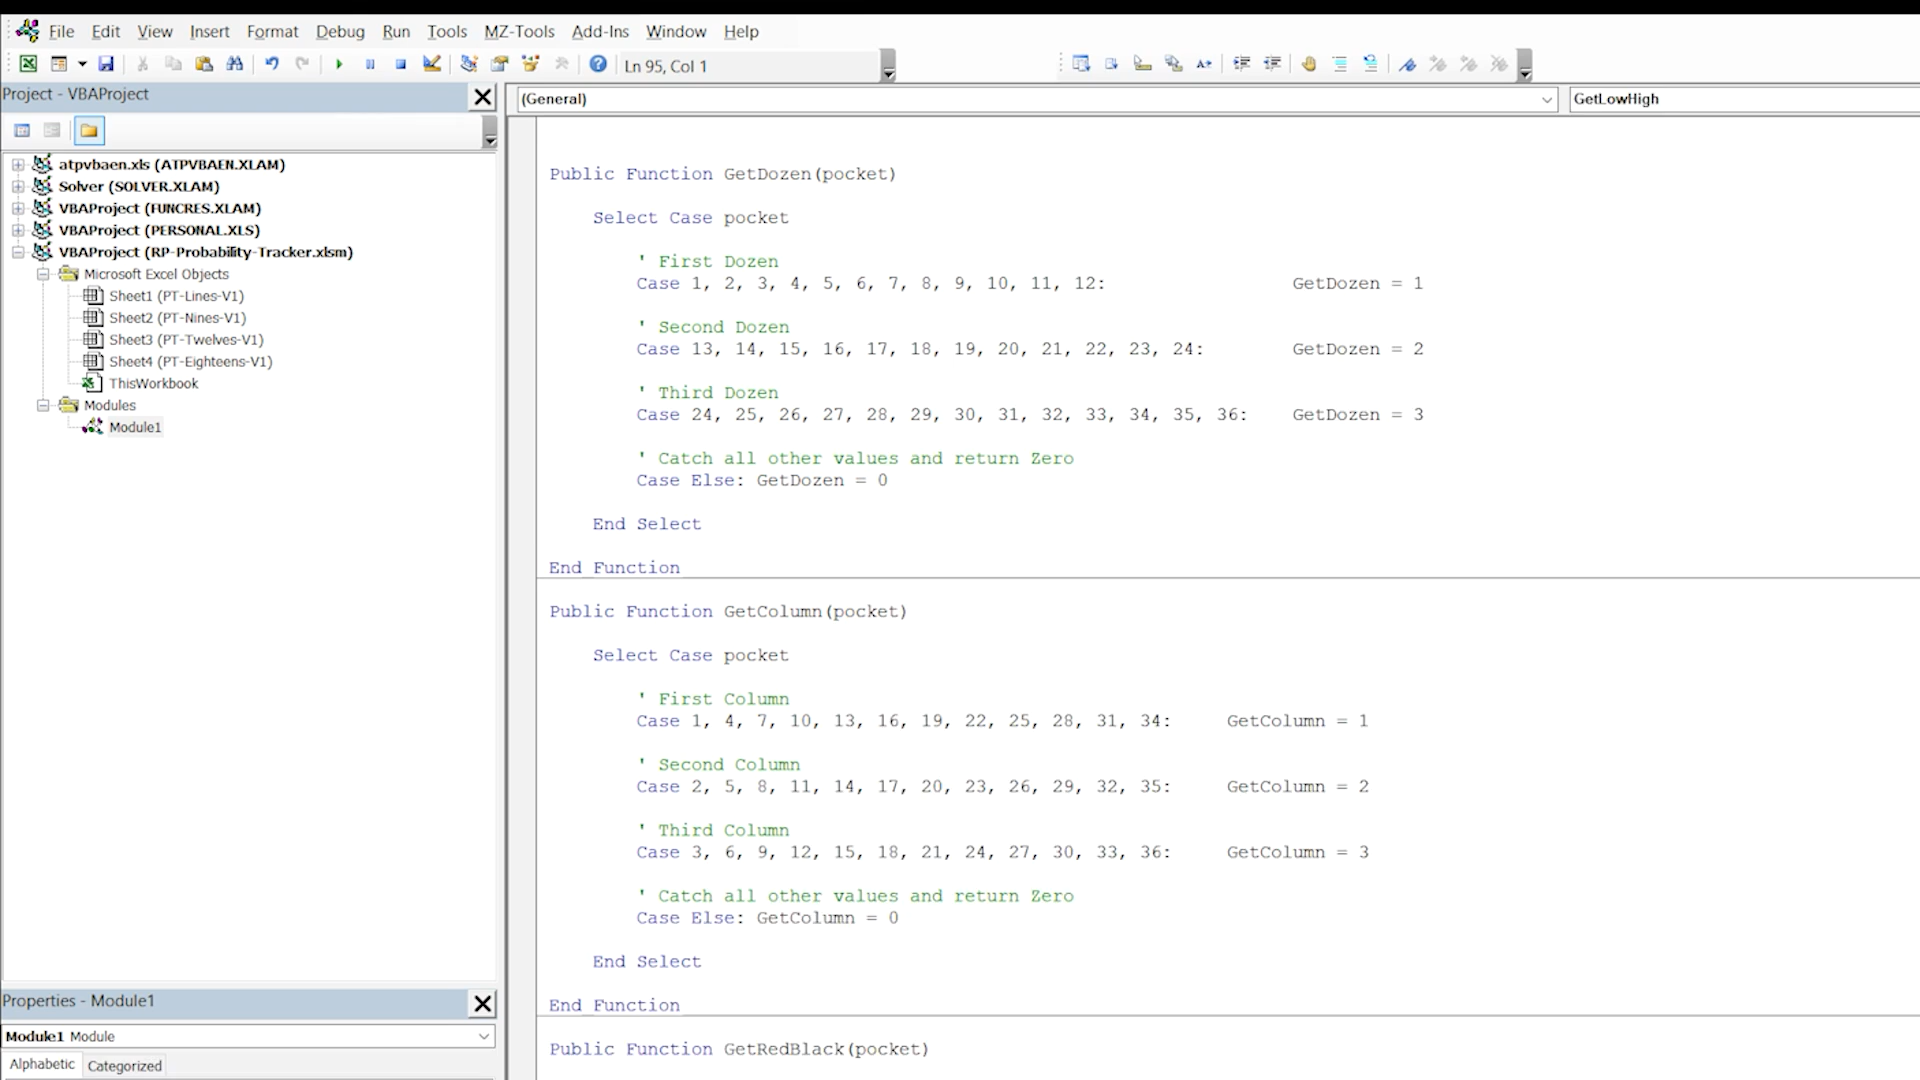 File Edit View Insert Format Debug Run Tools MZ-Tools Add-Ins Window Help
Ln 95, Col 1
Project - VBAProject
(General)
GetLowHigh
atpvbaen.xls (ATPVBAEN.XLAM)
Solver (SOLVER.XLAM)
VBAProject (FUNCRES.XLAM)
VBAProject (PERSONAL.XLS)
VBAProject (RP-Probability-Tracker.xlsm)
Microsoft Excel Objects
Sheet1 (PT-Lines-V1)
Sheet2 (PT-Nines-V1)
Sheet3 (PT-Twelves-V1)
Sheet4 (PT-Eighteens-V1)
ThisWorkbook
Modules
Module1
Properties - Module1
Module1 Module
Alphabetic Categorized
Public Function GetDozen(pocket)
Select Case pocket
' First Dozen
Case 1, 2, 3, 4, 5, 6, 7, 8, 9, 10, 11, 12: GetDozen = 1
' Second Dozen
Case 13, 14, 15, 16, 17, 18, 19, 20, 21, 22, 23, 24: GetDozen = 2
' Third Dozen
Case 24, 25, 26, 27, 28, 29, 30, 31, 32, 33, 34, 35, 36: GetDozen = 3
' Catch all other values and return Zero
Case Else: GetDozen = 0
End Select
End Function
Public Function GetColumn(pocket)
Select Case pocket
' First Column
Case 1, 4, 7, 10, 13, 16, 19, 22, 25, 28, 31, 34: GetColumn = 1
' Second Column
Case 2, 5, 8, 11, 14, 17, 20, 23, 26, 29, 32, 35: GetColumn = 2
' Third Column
Case 3, 6, 9, 12, 15, 18, 21, 24, 27, 30, 33, 36: GetColumn = 3
' Catch all other values and return Zero
Case Else: GetColumn = 0
End Select
End Function
Public Function GetRedBlack(pocket)